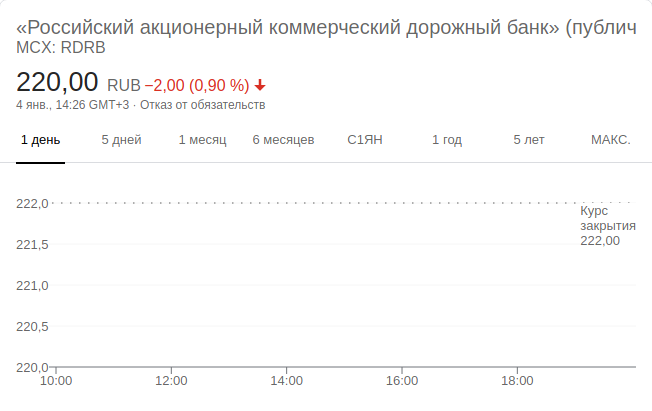 «Российский акционерный коммерческий дорожный банк» (публич
MCX: RDRB
220,00 RUB −2,00 (0,90 %)
4 янв., 14:26 GMT+3 · Отказ от обязательств
1 день 5 дней 1 месяц 6 месяцев С1ЯН 1 год 5 лет МАКС.
222,0
Курс
закрытия
222,00
221,5
221,0
220,5
220,0
10:00 12:00 14:00 16:00 18:00